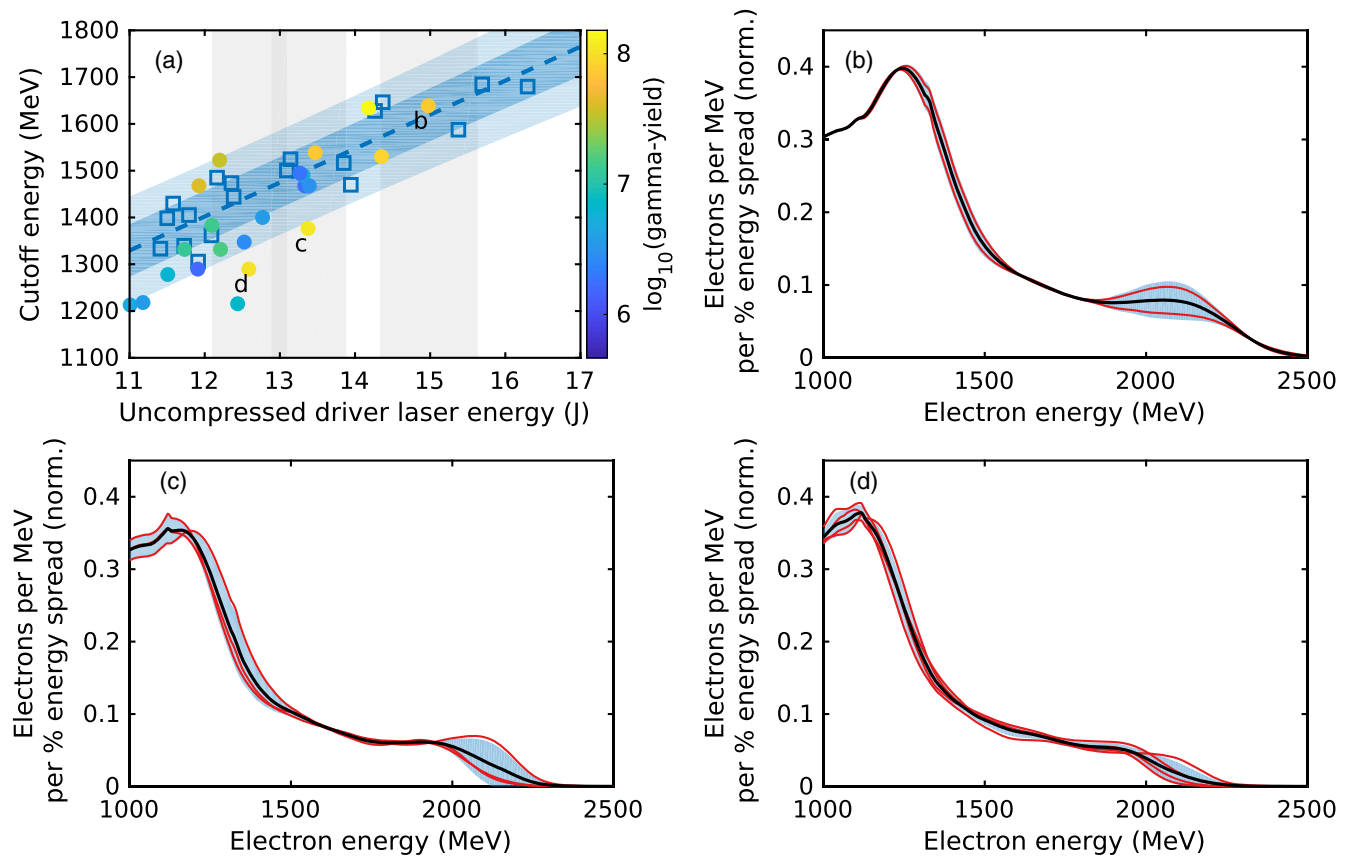 (a)
1800
1700
1600
1500
1400
1300
1200
1100
Cutoff energy (MeV)
b
c
d
11 12 13 14 15 16 17
Uncompressed driver laser energy (J)
8
7
6
log10(gamma-yield)
(b)
0.4
0.3
0.2
0.1
0
Electrons per MeV
per % energy spread (norm.)
1000 1500 2000 2500
Electron energy (MeV)
(c)
0.4
0.3
0.2
0.1
0
Electrons per MeV
per % energy spread (norm.)
1000 1500 2000 2500
Electron energy (MeV)
(d)
0.4
0.3
0.2
0.1
0
Electrons per MeV
per % energy spread (norm.)
1000 1500 2000 2500
Electron energy (MeV)